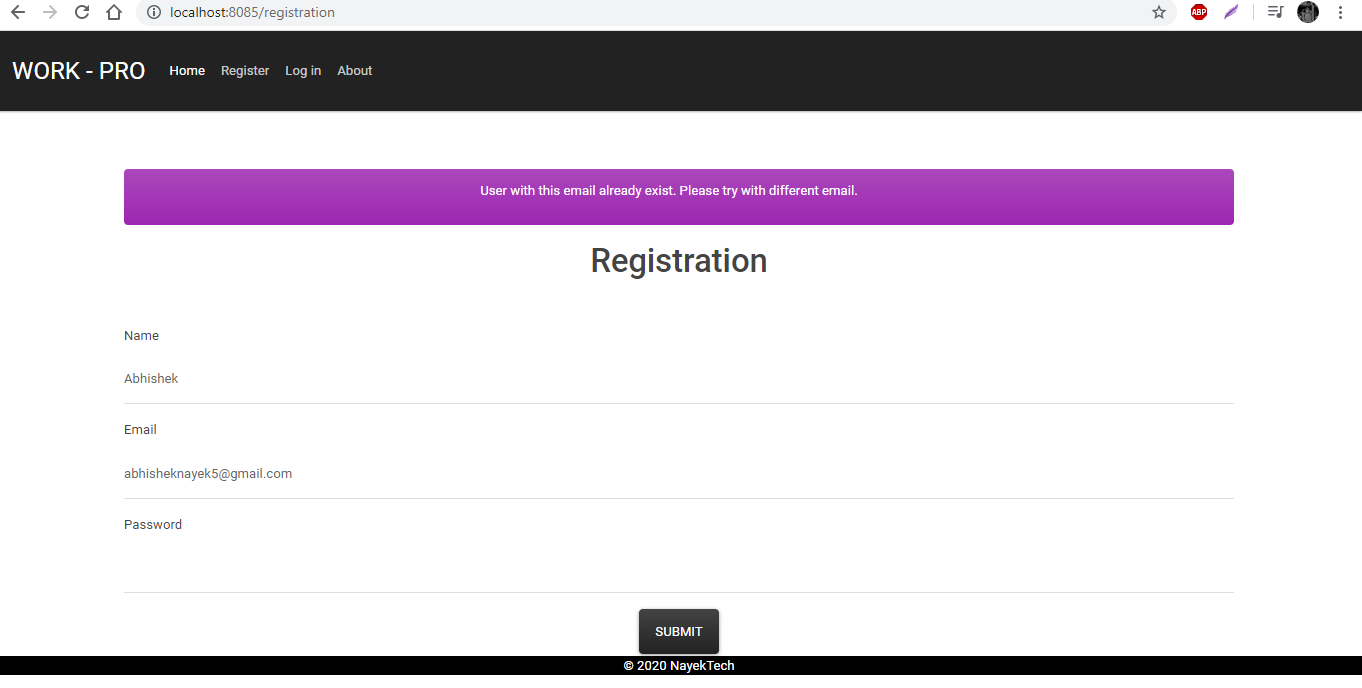 localhost:8085/registration
ABP
WORK - PRO Home Register Log in About
User with this email already exist. Please try with different email.
Registration
Name
Abhishek
Email
abhisheknayek5@gmail.com
Password
SUBMIT
© 2020 NayekTech